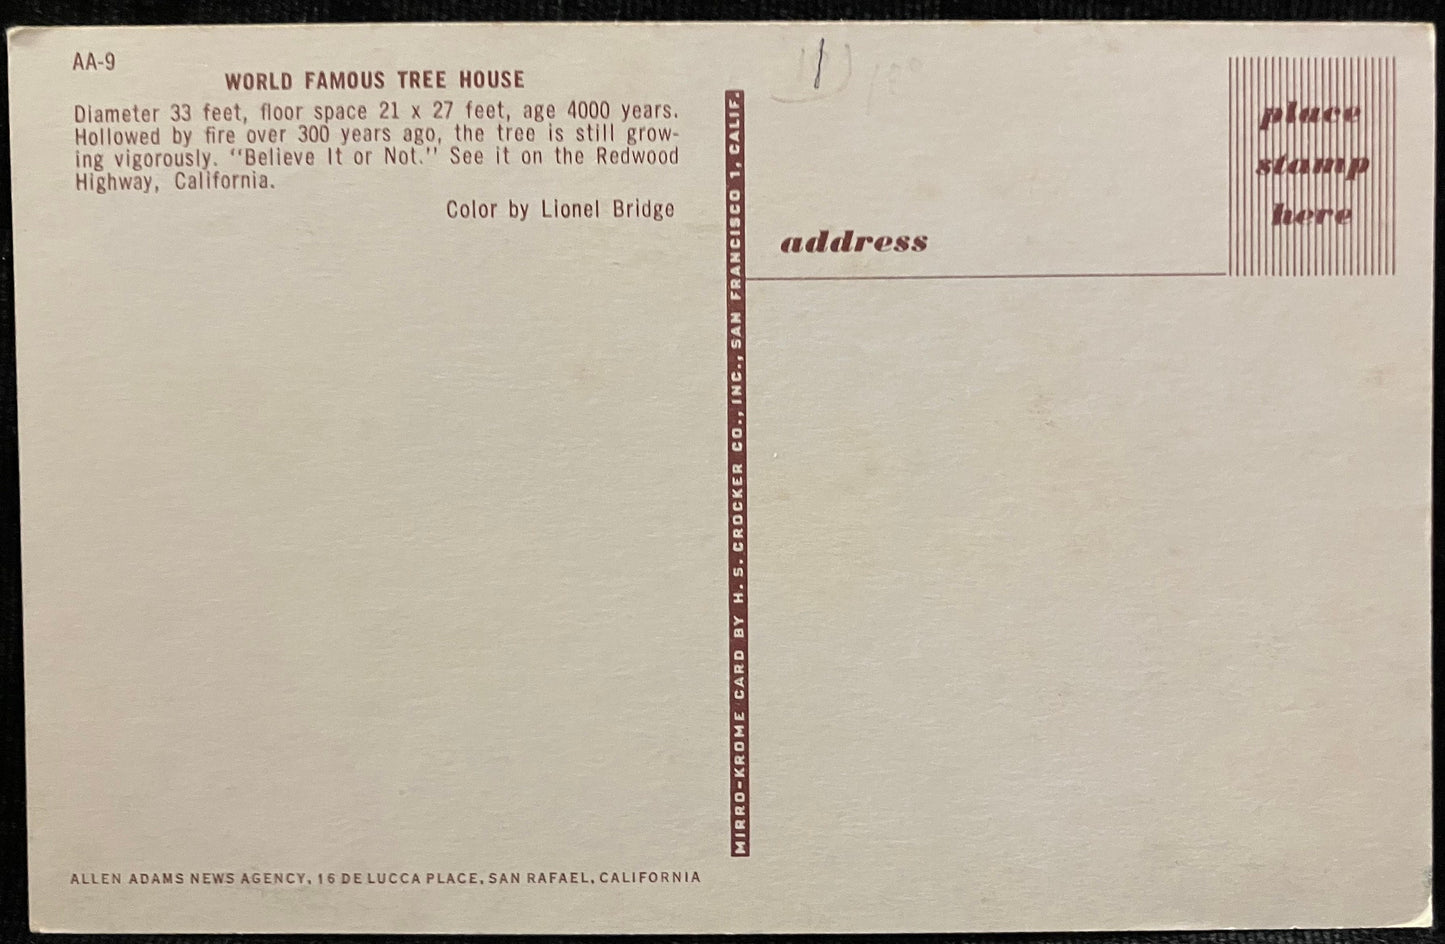 AA-9
WORLD FAMOUS TREE HOUSE
Diameter 33 feet, floor space 21 x 27 feet, age 4000 years.
Hollowed by fire over 300 years ago, the tree is still grow-
ing vigorously. "Believe It or Not." See it on the Redwood
Highway, California.
Color by Lionel Bridge
ALLEN ADAMS NEWS AGENCY, 16 DE LUCCA PLACE, SAN RAFAEL, CALIFORNIA
MIRRO-KROME CARD BY H. S. CROCKER CO., INC., SAN FRANCISCO 1, CALIF.
place
stamp
here
address